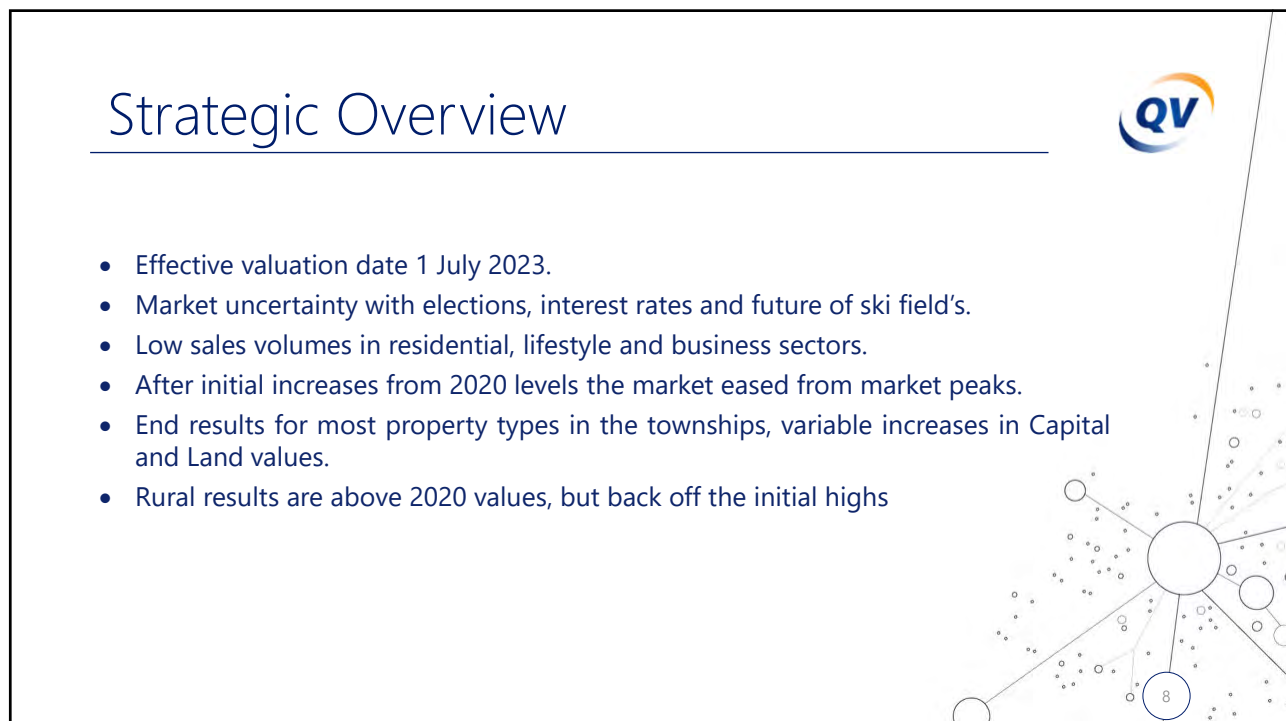 Strategic Overview
QV
• Effective valuation date 1 July 2023.
• Market uncertainty with elections, interest rates and future of ski field’s.
• Low sales volumes in residential, lifestyle and business sectors.
• After initial increases from 2020 levels the market eased from market peaks.
• End results for most property types in the townships, variable increases in Capital
and Land values.
• Rural results are above 2020 values, but back off the initial highs
8